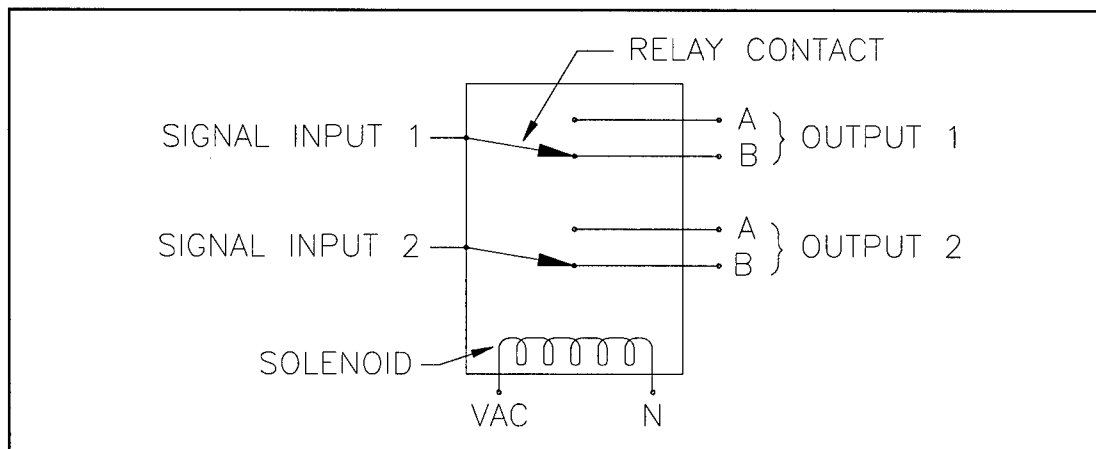 RELAY CONTACT
SIGNAL INPUT 1
A
B
OUTPUT 1
SIGNAL INPUT 2
A
B
OUTPUT 2
SOLENOID
VAC
N